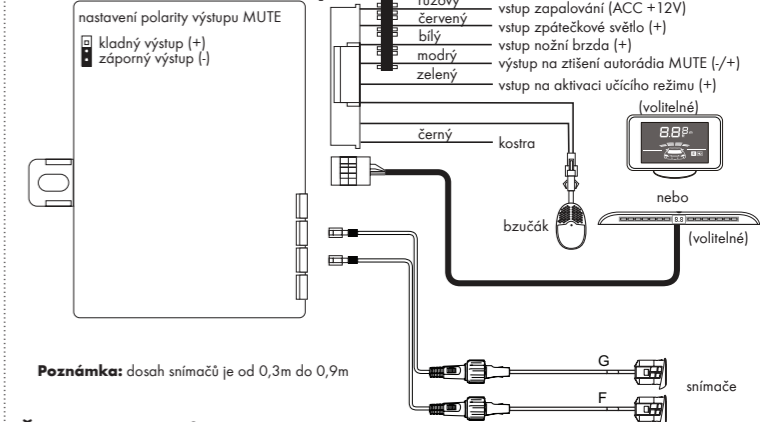 nastavení polarity výstupu MUTE
kladný výstup (+)
záporný výstup (-)
růžový
vstup zapalování (ACC +12V)
červený
vstup zpátečkové světlo (+)
bílý
vstup nožní brzda (+)
modrý
výstup na ztišení autorádia MUTE (-/+)
zelený
vstup na aktivaci učícího režimu (+)
(volitelné)
černý
kostra
nebo
bzučák
8.8
(volitelné)
Poznámka: dosah snímačů je od 0,3m do 0,9m
G
snímače
F